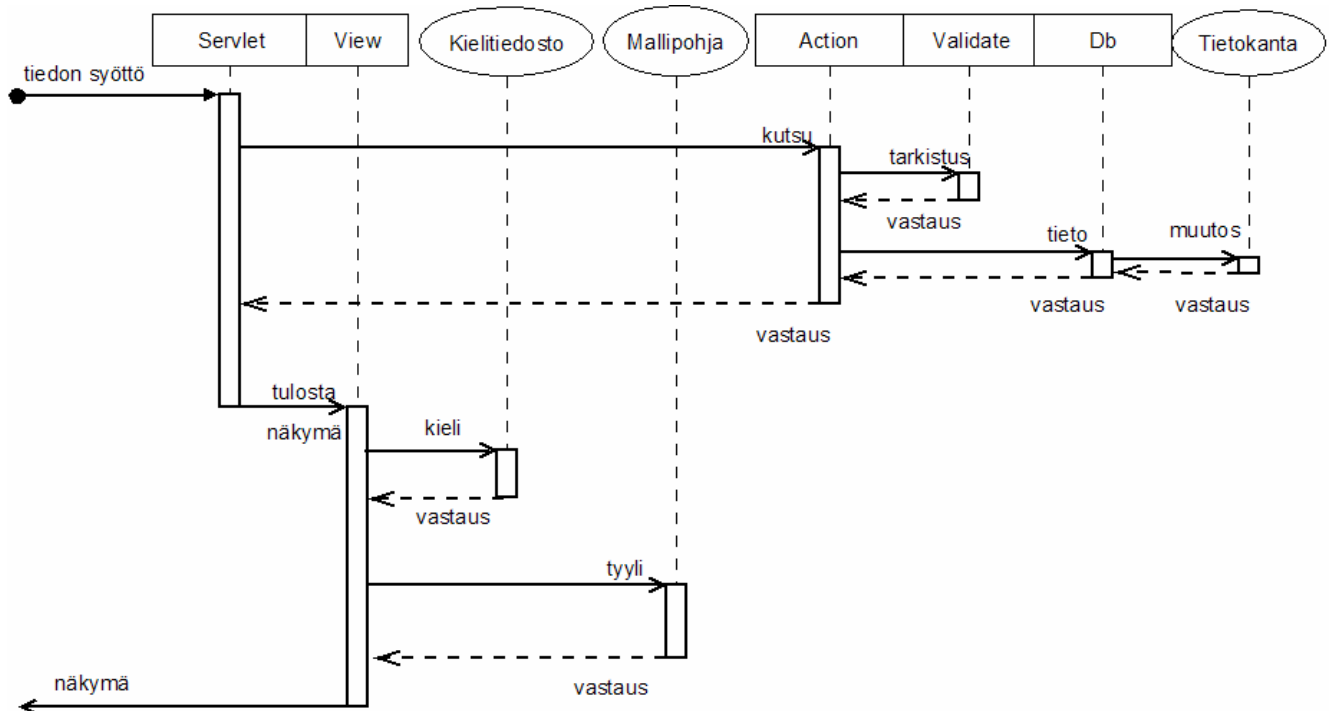 Servlet
View
Kielitiedosto
Mallipohja
Action
Validate
Db
Tietokanta
tiedon syöttö
kutsu
tarkistus
vastaus
tieto
muutos
vastaus
vastaus
vastaus
tulosta
näkymä
kieli
vastaus
tyyli
vastaus
näkymä